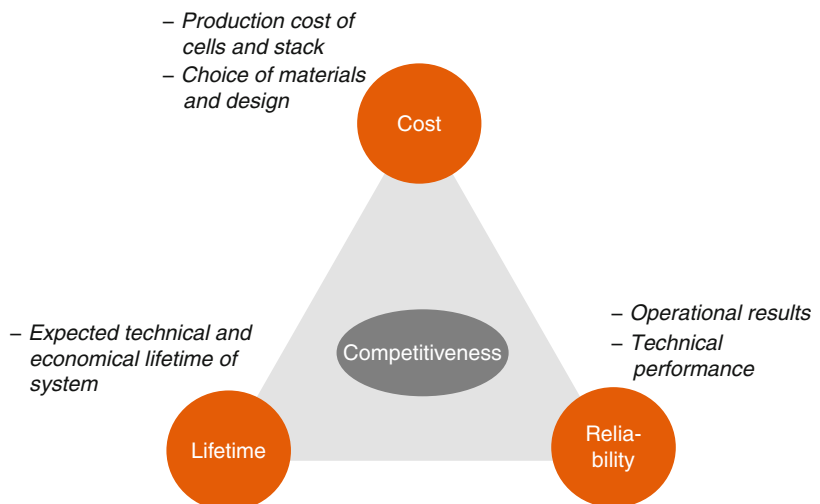 – Production cost of
cells and stack
– Choice of materials
and design
Cost
– Operational results
– Technical
performance
– Expected technical and
economical lifetime of
system
Competitiveness
Lifetime
Relia-
bility